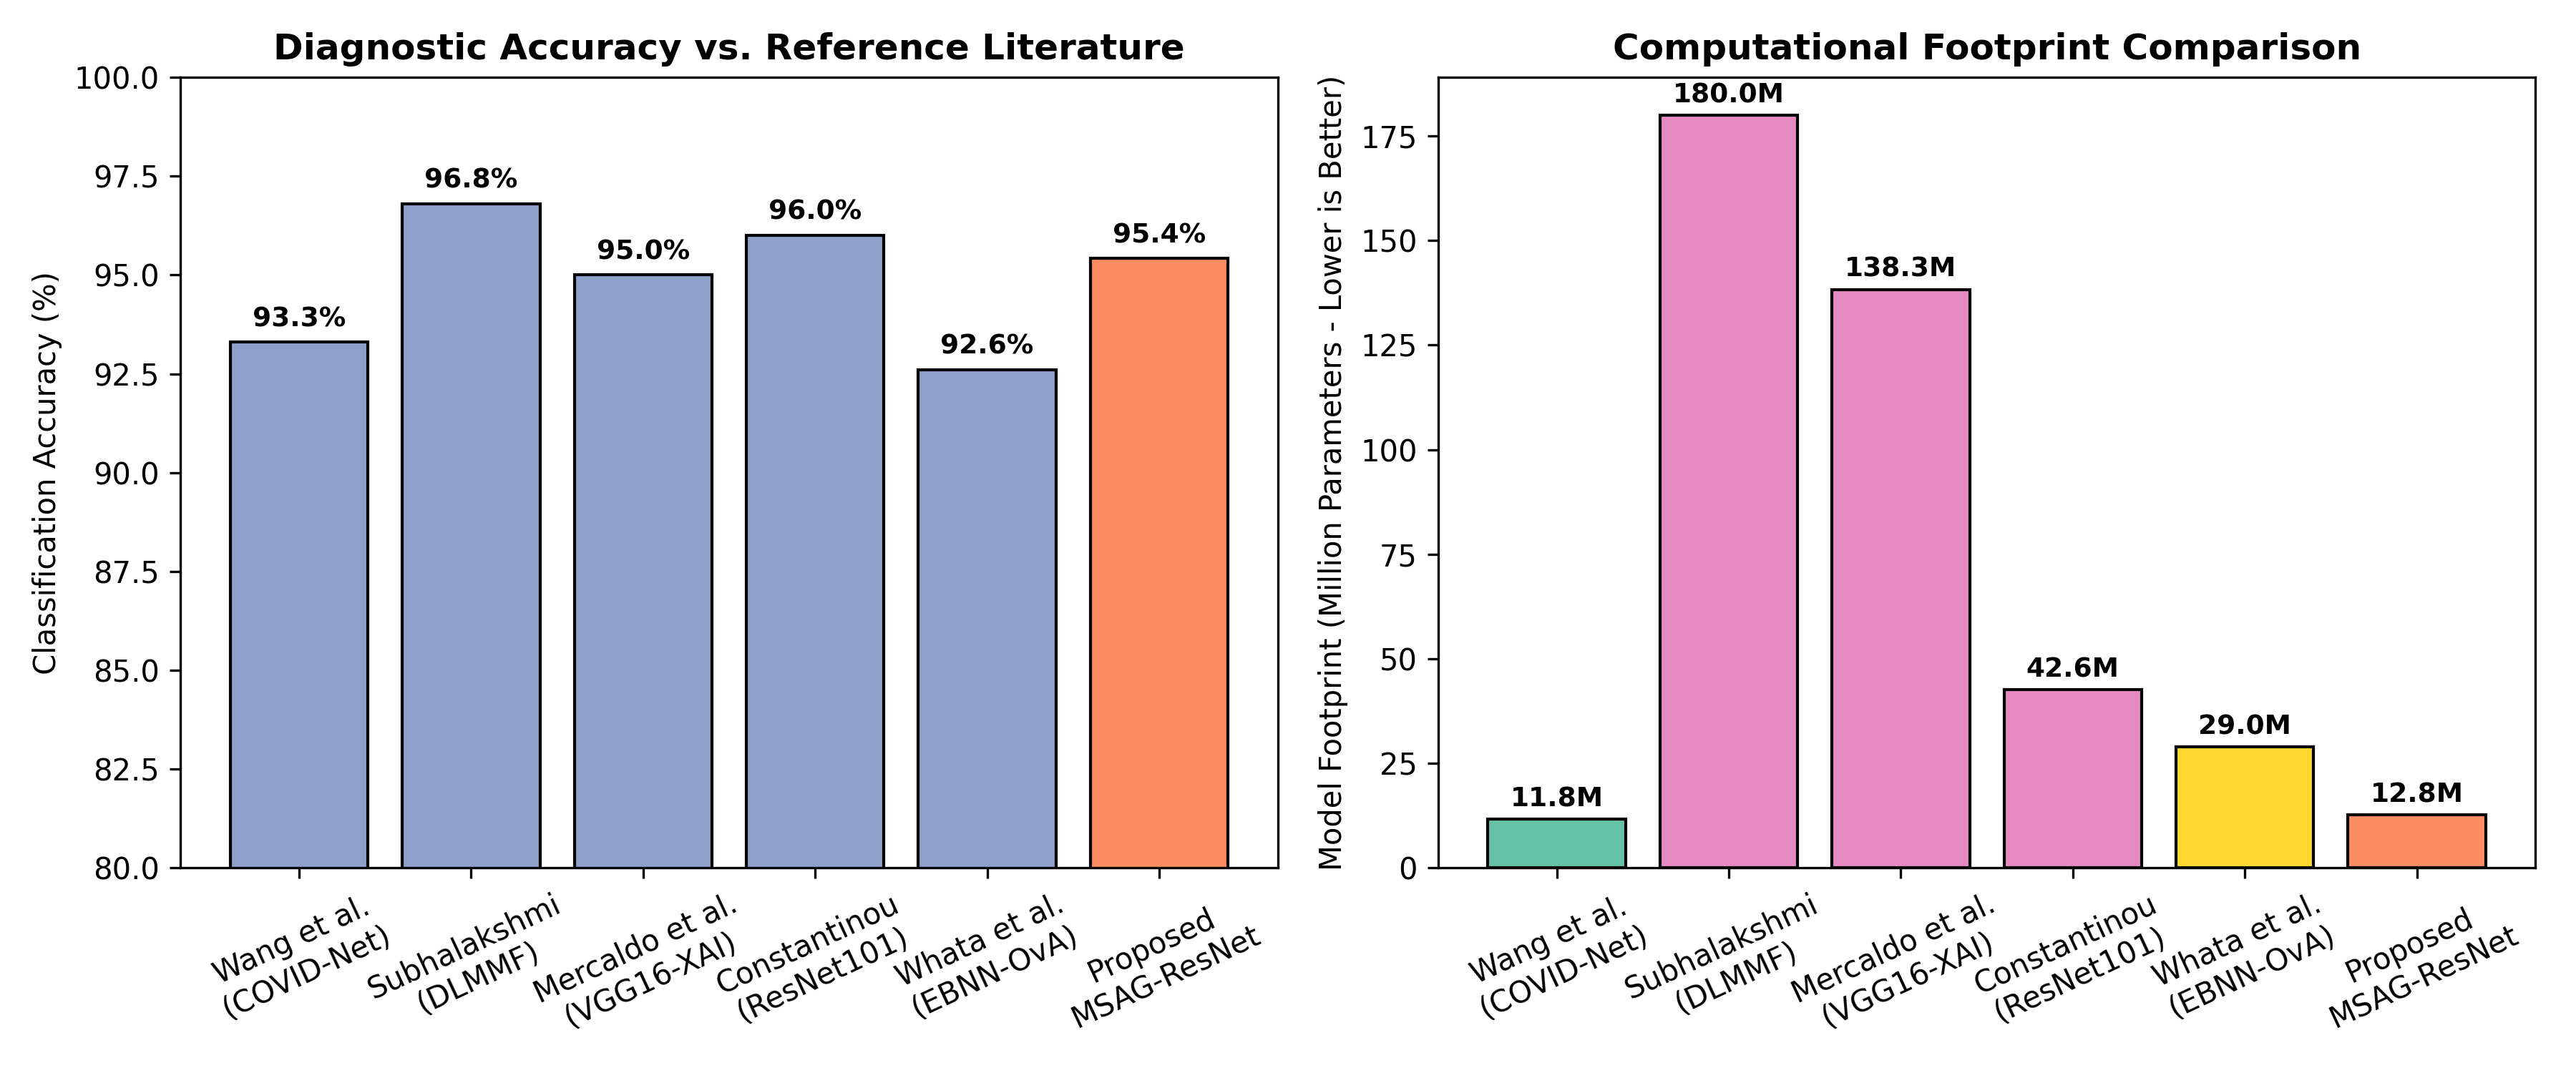 Diagnostic Accuracy vs. Reference Literature
Classification Accuracy (%)
100.0
97.5
95.0
92.5
90.0
87.5
85.0
82.5
80.0
93.3%
96.8%
95.0%
96.0%
92.6%
95.4%
Wang et al.
(COVID-Net)
Subhalakshmi
(DLMMF)
Mercaldo et al.
(VGG16-XAI)
Constantinou
(ResNet101)
Whata et al.
(EBNN-OvA)
Proposed
MSAG-ResNet
Computational Footprint Comparison
Model Footprint (Million Parameters - Lower is Better)
175
150
125
100
75
50
25
0
11.8M
180.0M
138.3M
42.6M
29.0M
12.8M
Wang et al.
(COVID-Net)
Subhalakshmi
(DLMMF)
Mercaldo et al.
(VGG16-XAI)
Constantinou
(ResNet101)
Whata et al.
(EBNN-OvA)
Proposed
MSAG-ResNet